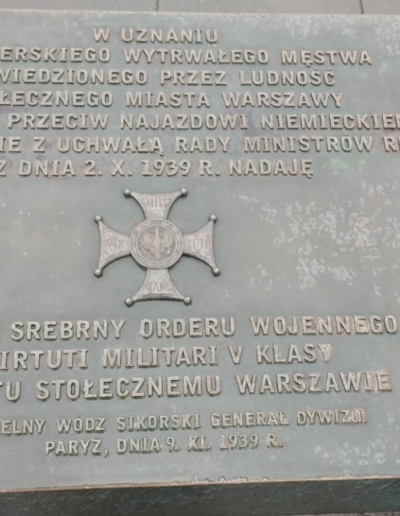 W UZNANIU
ERSKIEGO WYTRWAŁEGO MĘSTWA
WIEDZIONEGO PRZEZ LUDNOŚĆ
ŁECZNEGO MIASTA WARSZAWY
PRZECIW NAJAZDOWI NIEMIECKIEM
IE Z UCHWAŁĄ RADY MINISTRÓW R
Z DNIA 2. X. 1939 R. NADAJĘ
SREBRNY ORDERU WOJENNEGO
IRTUTI MILITARI V KLASY
TU STOŁECZNEMU WARSZAWIE
ELNY WÓDZ SIKORSKI GENERAŁ DYWIZJI
PARYŻ, DNIA 9. XI. 1939 R.